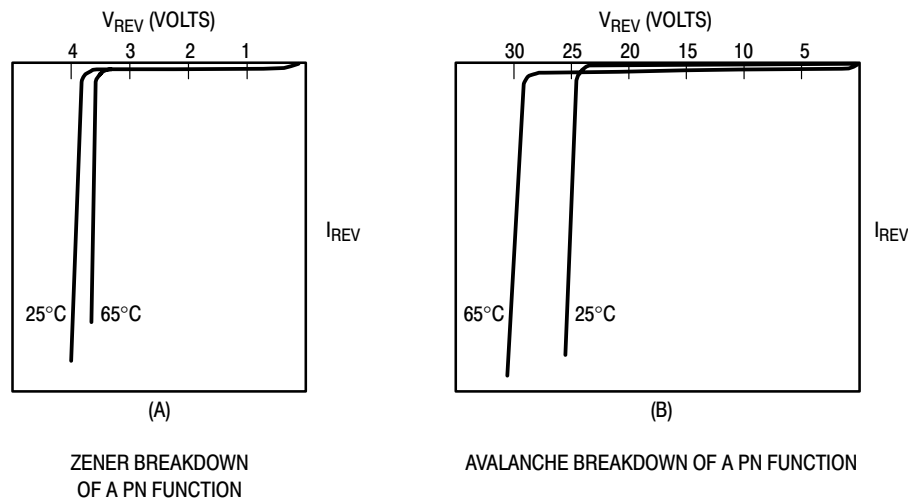 V_REV (VOLTS)
4 3 2 1
I_REV
25°C 65°C
(A)
ZENER BREAKDOWN
OF A PN FUNCTION
V_REV (VOLTS)
30 25 20 15 10 5
I_REV
65°C 25°C
(B)
AVALANCHE BREAKDOWN OF A PN FUNCTION